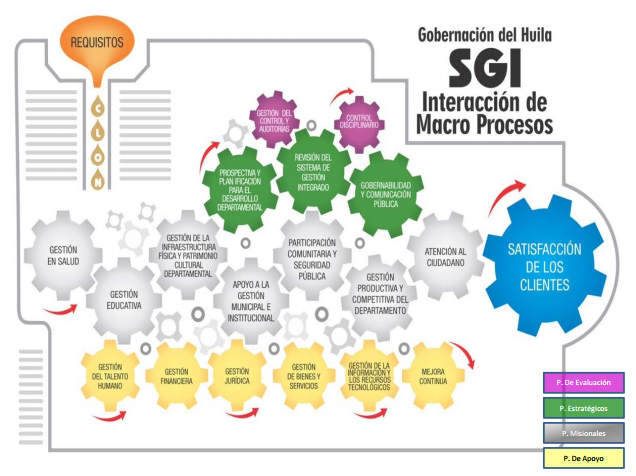 REQUISITOS
CLON
Gobernación del Huila
SGI
Interacción de
Macro Procesos
GESTIÓN DEL
CONTROL Y
AUDITORIAS
CONTROL
DISCIPLINARIO
PROSPECTIVA Y
PLAN IFICACIÓN
PARA EL
DESARROLLO
DEPARTAMENTAL
REVISIÓN DEL
SISTEMA DE
GESTIÓN
INTEGRADO
GOBERNABILIDAD
Y COMUNICACIÓN
PÚBLICA
GESTIÓN
EN SALUD
GESTIÓN
EDUCATIVA
GESTIÓN DE LA
INFRAESTRUCTURA
FÍSICA Y PATRIMONIO
CULTURAL
DEPARTAMENTAL
APOYO A LA
GESTIÓN
MUNICIPAL E
INSTITUCIONAL
PARTICIPACIÓN
COMUNITARIA Y
SEGURIDAD
PÚBLICA
GESTIÓN
PRODUCTIVA Y
COMPETITIVA DEL
DEPARTAMENTO
ATENCIÓN AL
CIUDADANO
SATISFACCIÓN
DE LOS
CLIENTES
GESTIÓN
DEL TALENTO
HUMANO
GESTIÓN
FINANCIERA
GESTIÓN
JURÍDICA
GESTIÓN
DE BIENES Y
SERVICIOS
GESTIÓN DE LA
INFORMACIÓN Y
LOS RECURSOS
TECNOLÓGICOS
MEJORA
CONTINUA
P. De Evaluación
P. Estratégicos
P. Misionales
P. De Apoyo